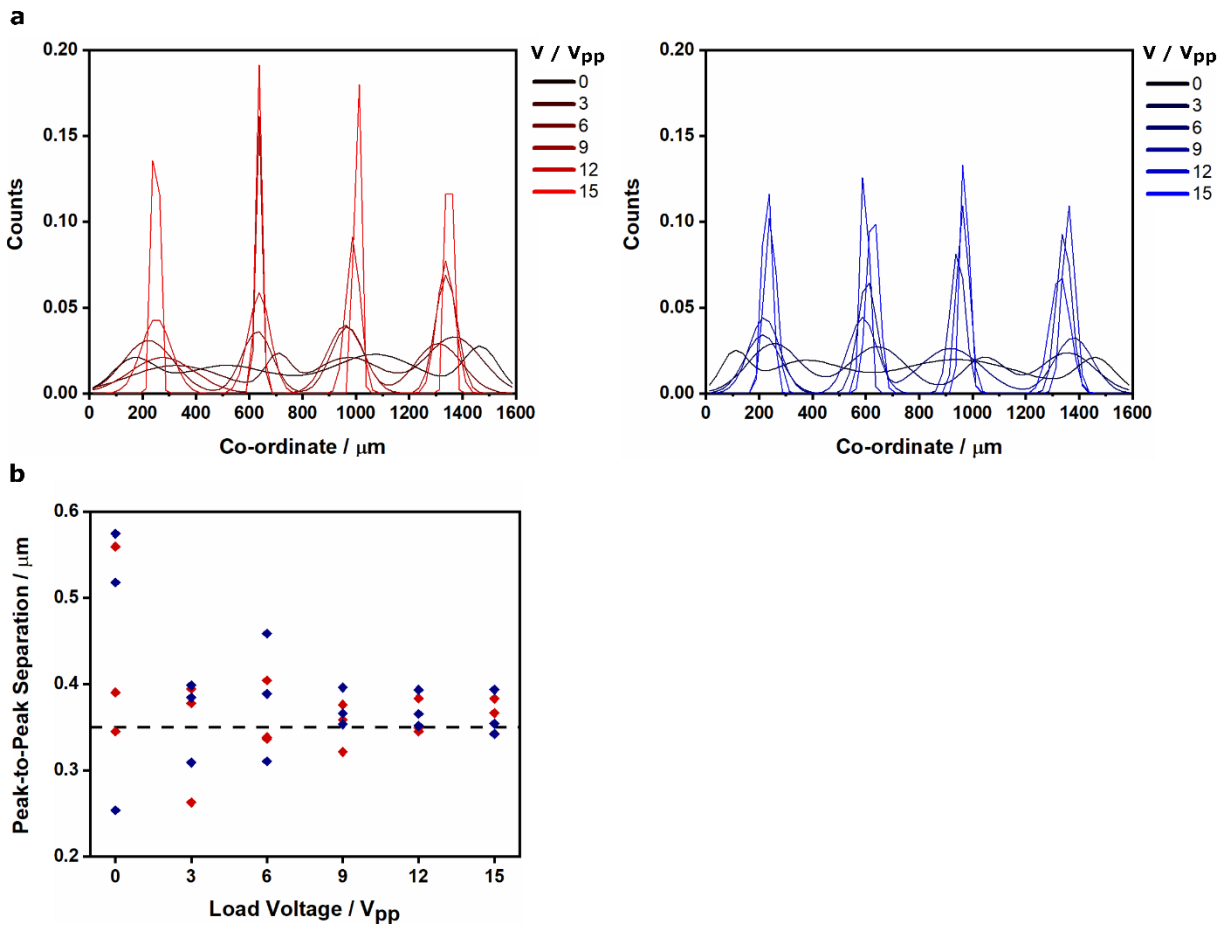 a
V / Vpp
0
3
6
9
12
15
0.20
0.15
0.10
0.05
0.00
Counts
0 200 400 600 800 1000 1200 1400 1600
Co-ordinate / μm
V / Vpp
0
3
6
9
12
15
0.20
0.15
0.10
0.05
0.00
Counts
0 200 400 600 800 1000 1200 1400 1600
Co-ordinate / μm
b
0.6
0.5
0.4
0.3
0.2
Peak-to-Peak Separation / μm
0 3 6 9 12 15
Load Voltage / Vpp